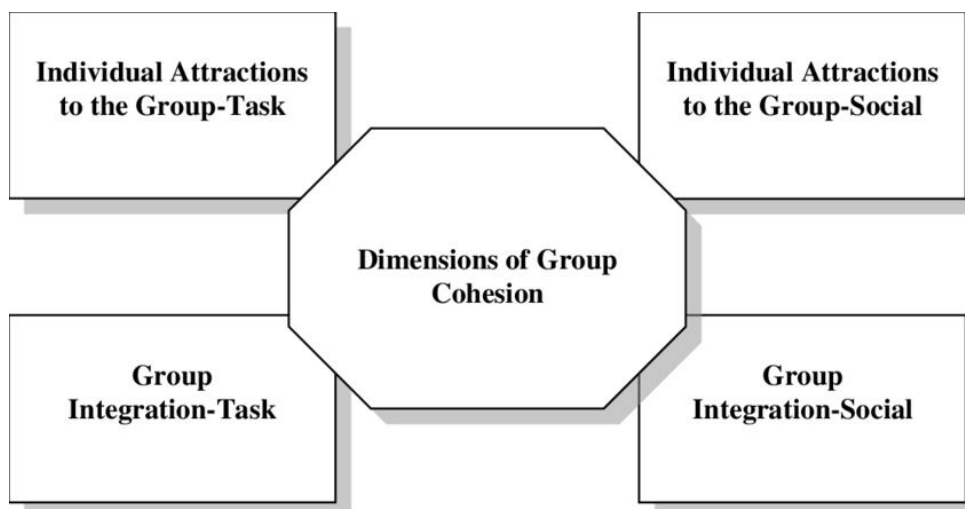 Individual Attractions
to the Group-Task
Individual Attractions
to the Group-Social
Dimensions of Group
Cohesion
Group
Integration-Task
Group
Integration-Social